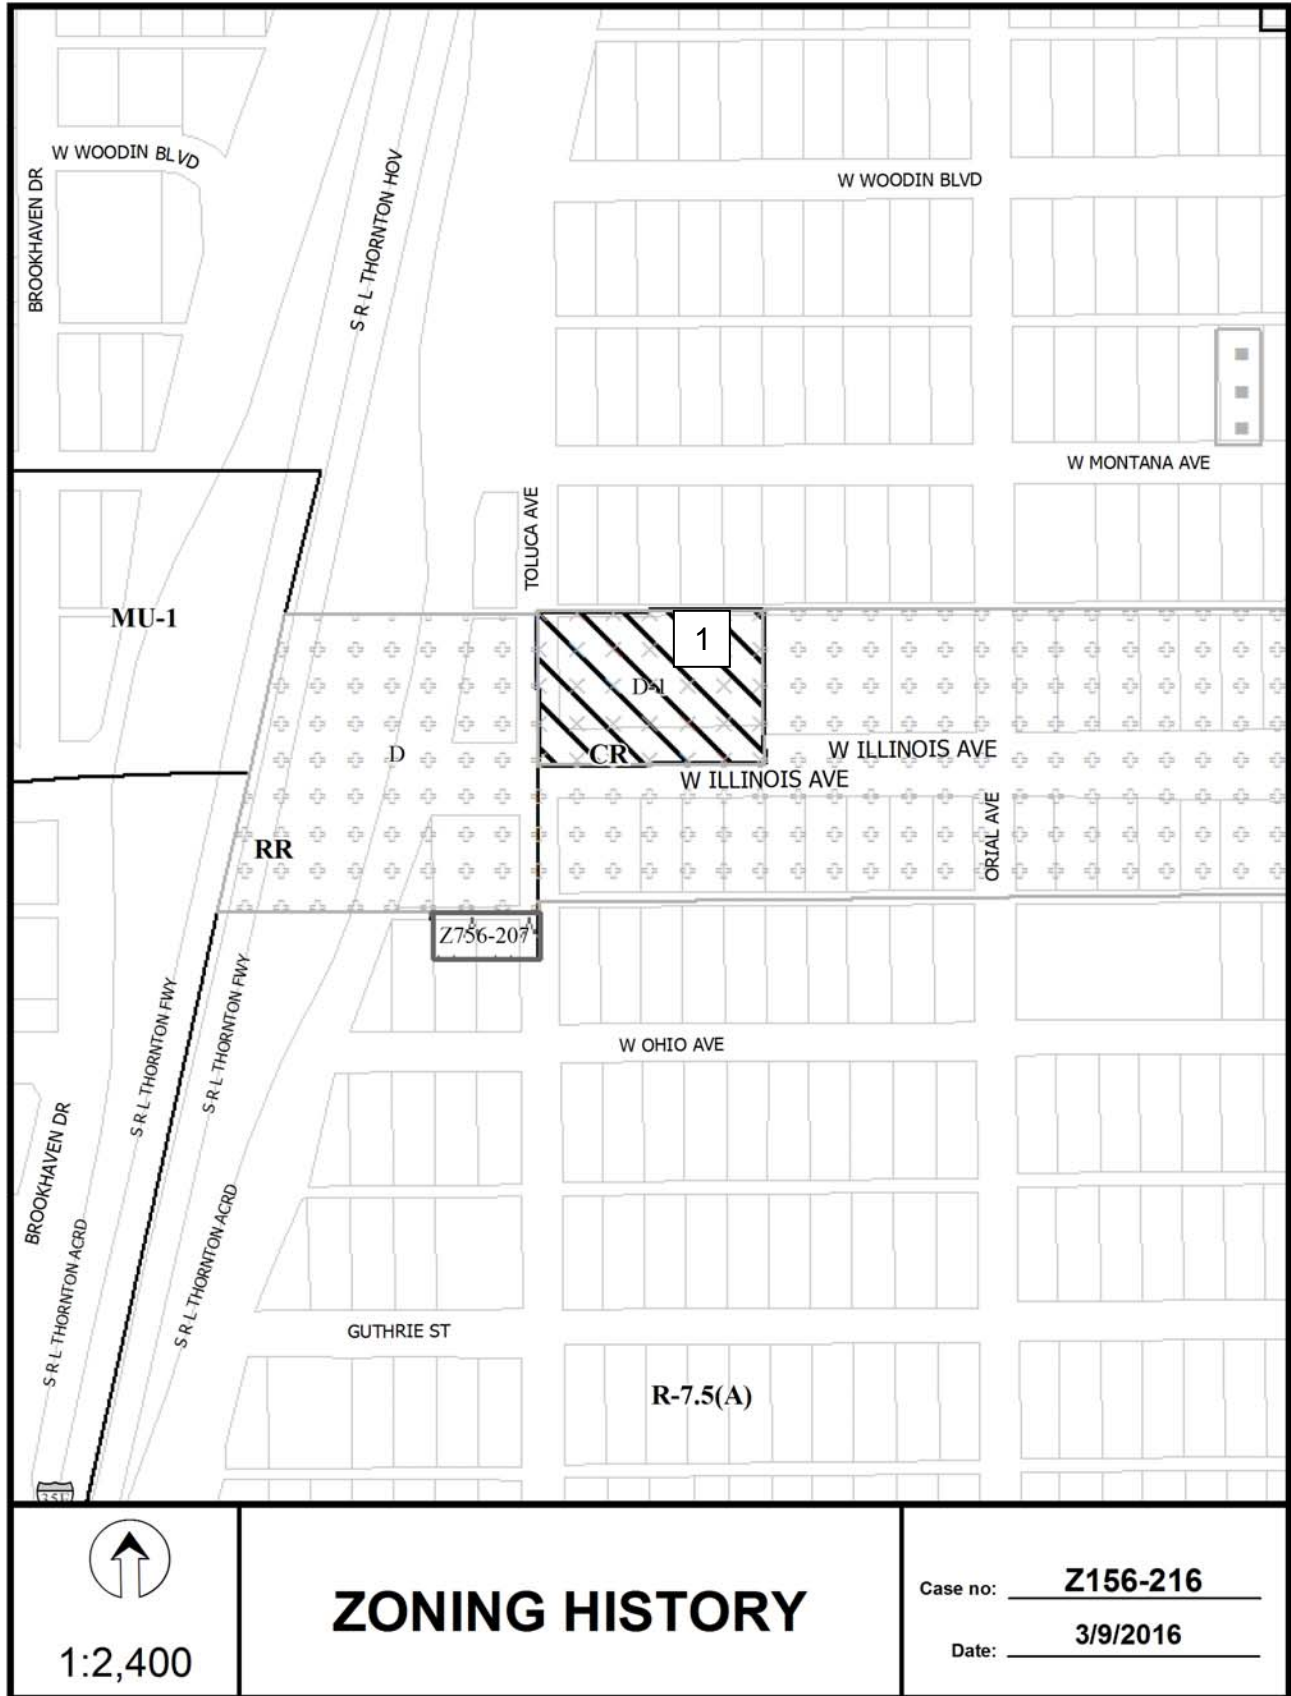 W WOODIN BLVD
BROOKHAVEN DR
S R L THORNTON HOV
W WOODIN BLVD
W MONTANA AVE
TOLUCA AVE
MU-1
1
D-1
D
CR
W ILLINOIS AVE
W ILLINOIS AVE
RR
ORIAL AVE
Z756-207
S R L THORNTON FWY
S R L THORNTON FWY
W OHIO AVE
BROOKHAVEN DR
S R L THORNTON ACRD
S R L THORNTON ACRD
GUTHRIE ST
R-7.5(A)
35E
1:2,400
ZONING HISTORY
Case no: Z156-216
Date: 3/9/2016